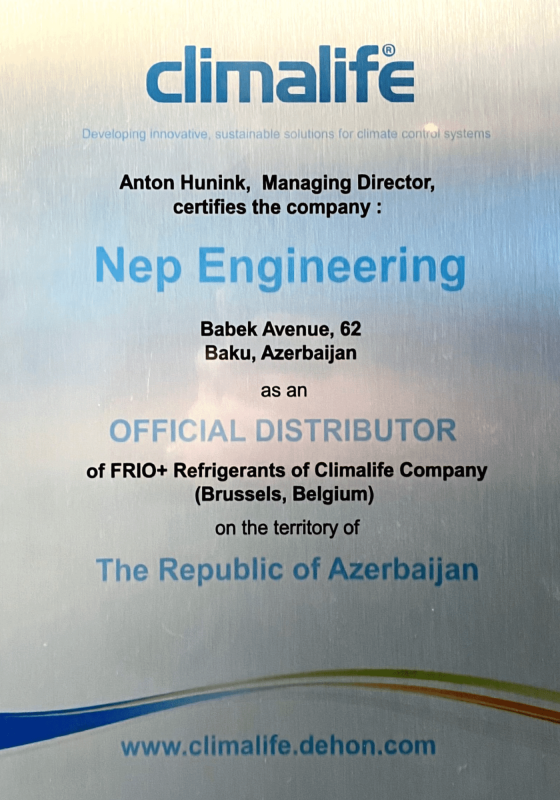 climalife®
Developing innovative, sustainable solutions for climate control systems
Anton Hunink, Managing Director,
certifies the company :
Nep Engineering
Babek Avenue, 62
Baku, Azerbaijan
as an
OFFICIAL DISTRIBUTOR
of FRIO+ Refrigerants of Climalife Company
(Brussels, Belgium)
on the territory of
The Republic of Azerbaijan
www.climalife.dehon.com